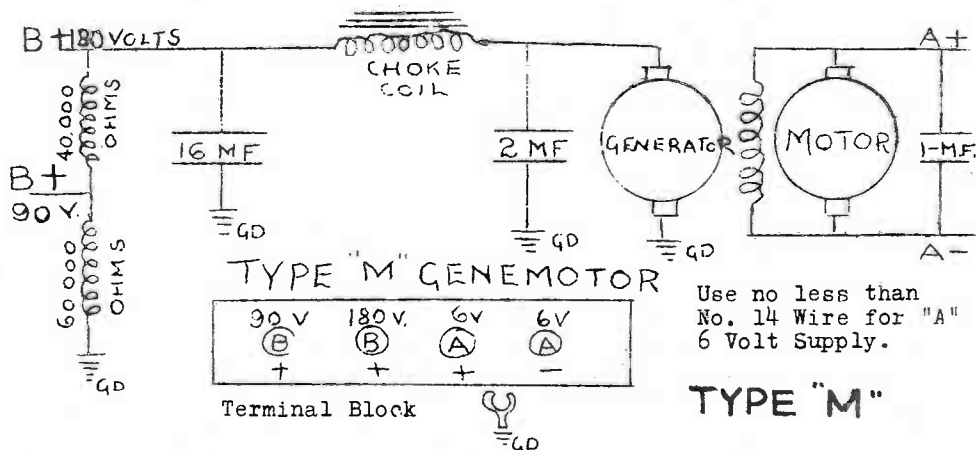 B+ 180 VOLTS
A+
CHOKE
COIL
40,000
OHMS
16 MF
2 MF
GENERATOR
MOTOR
1-MF.
B+
90 V.
GD
GD
GD
A-
60000
OHMS
TYPE "M" GENEMOTOR
Use no less than
No. 14 Wire for "A"
6 Volt Supply.
90 V 180 V. 6V 6V
B B A A
+ + + -
GD
Terminal Block
GD
TYPE "M"